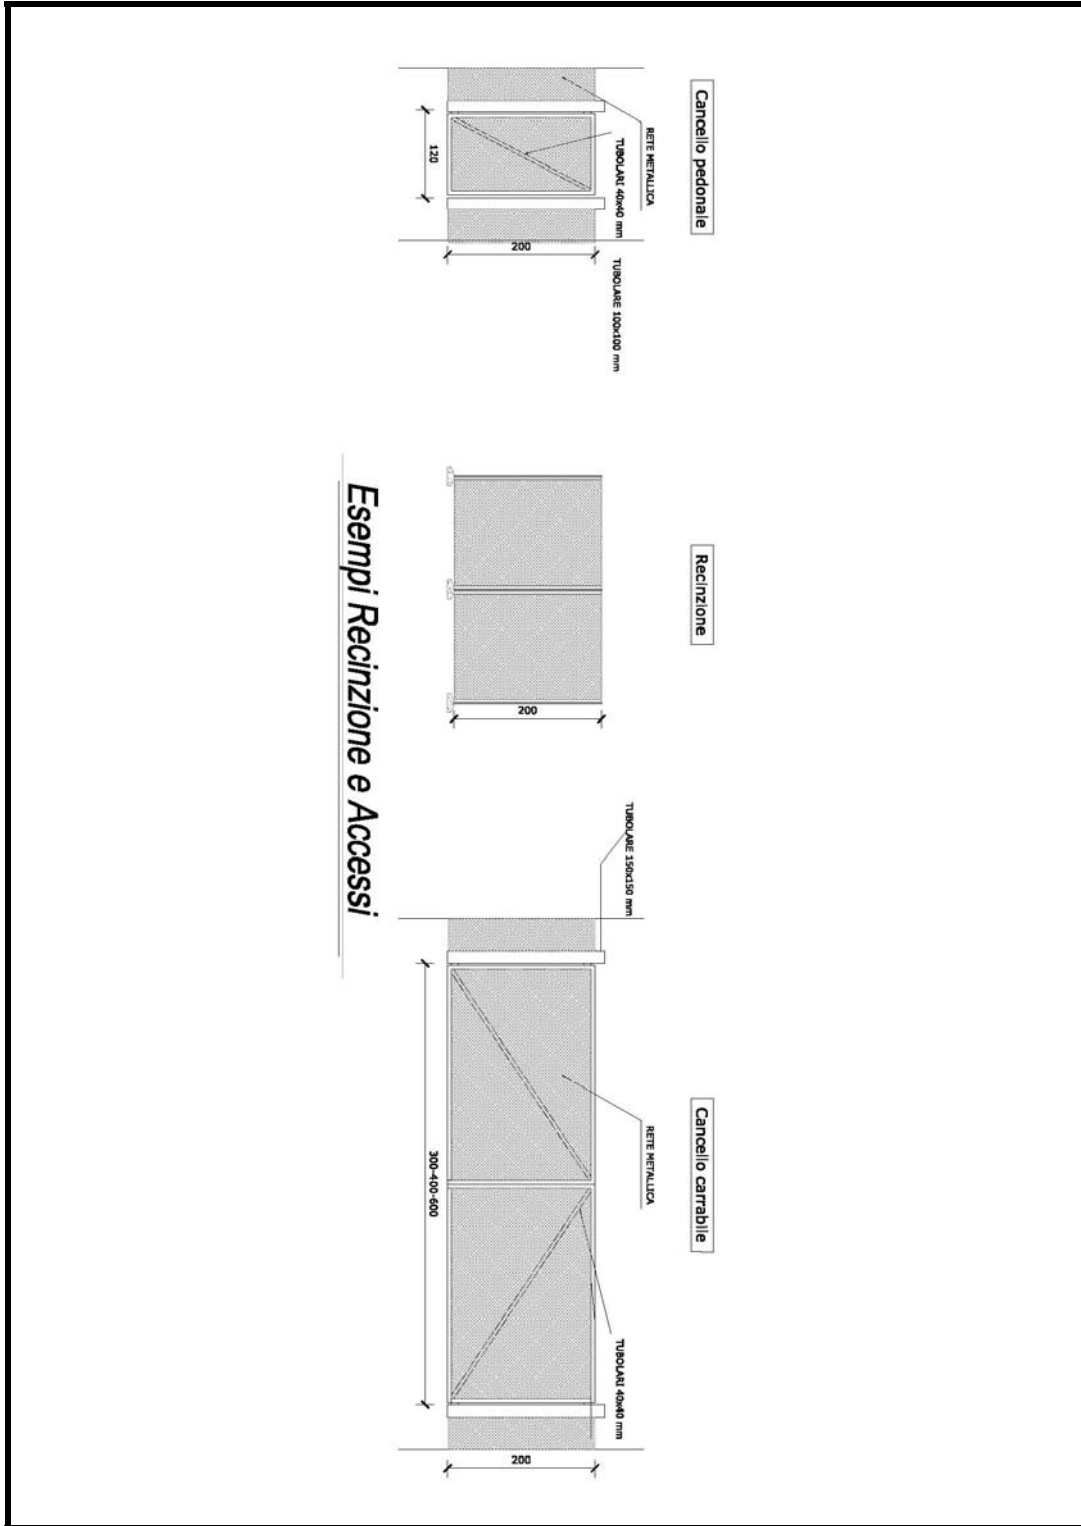 Cancello pedonale
RETE METALLICA
TUBOLARI 40x40 mm
120
200
TUBOLARE 100x100 mm
Recinzione
200
Cancello carrabile
TUBOLARE 150x150 mm
RETE METALLICA
TUBOLARI 40x40 mm
300-400-600
200
Esempi Recinzione e Accessi